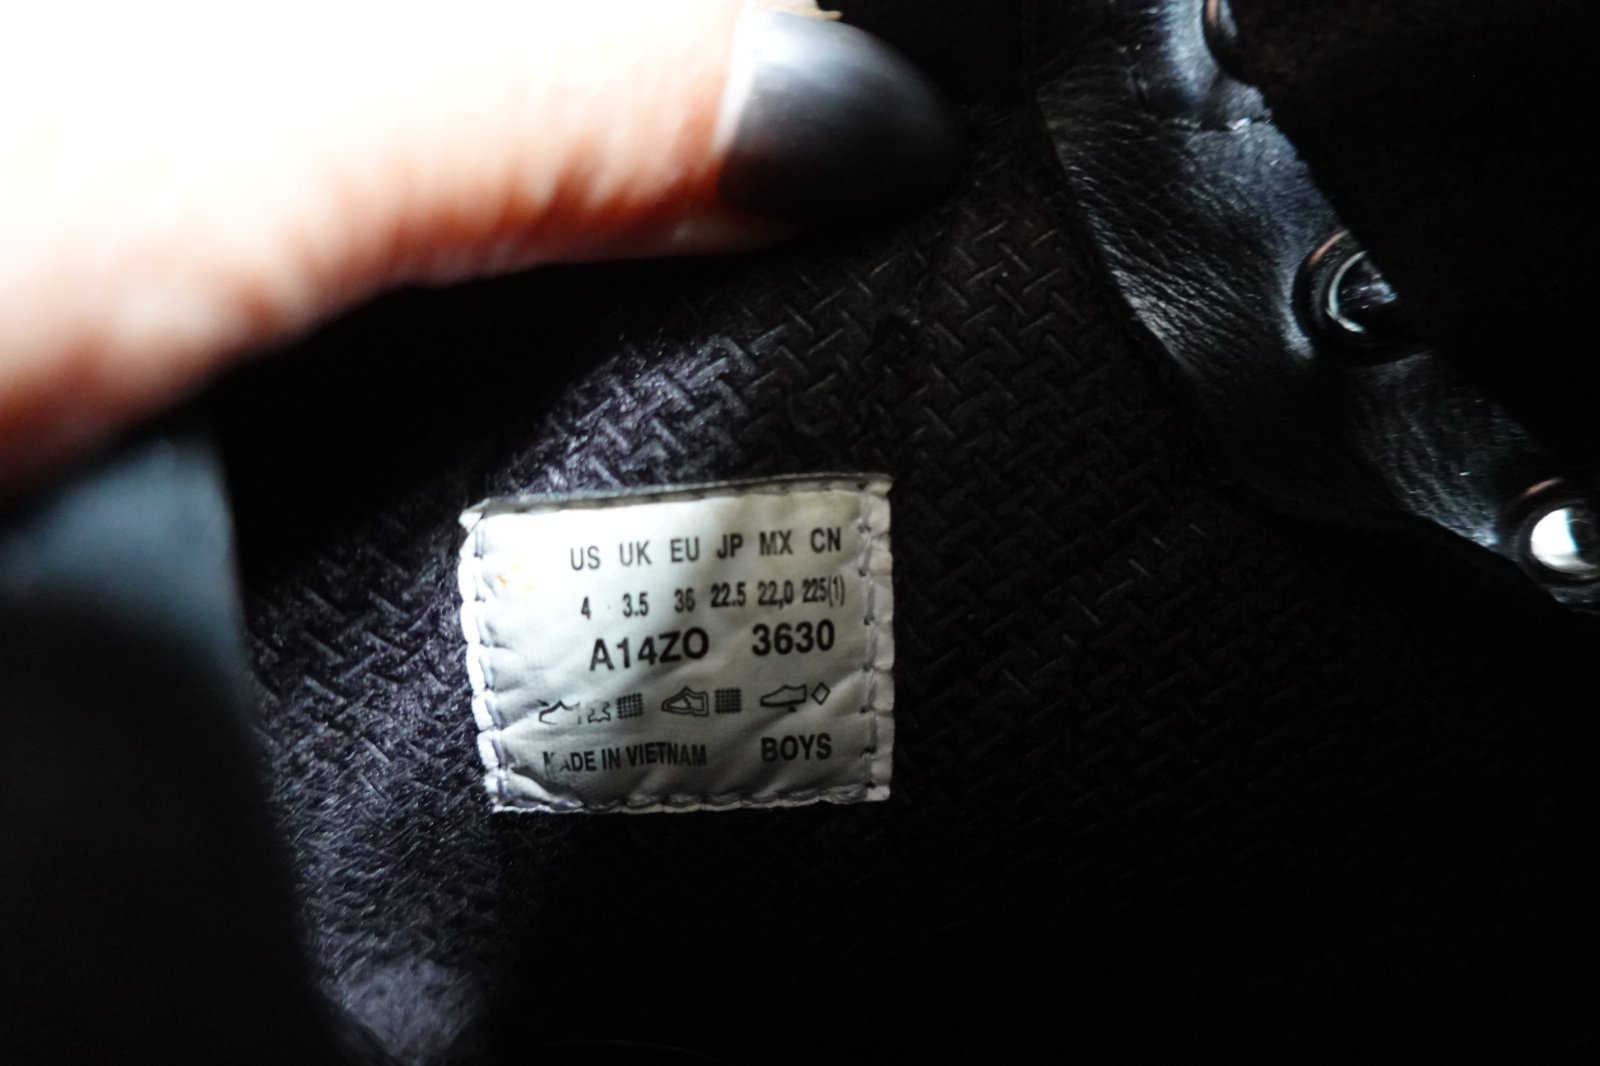 US UK EU JP MX CN
4 3.5 36 22.5 22,0 225(1)
A14ZO 3630
MADE IN VIETNAM BOYS